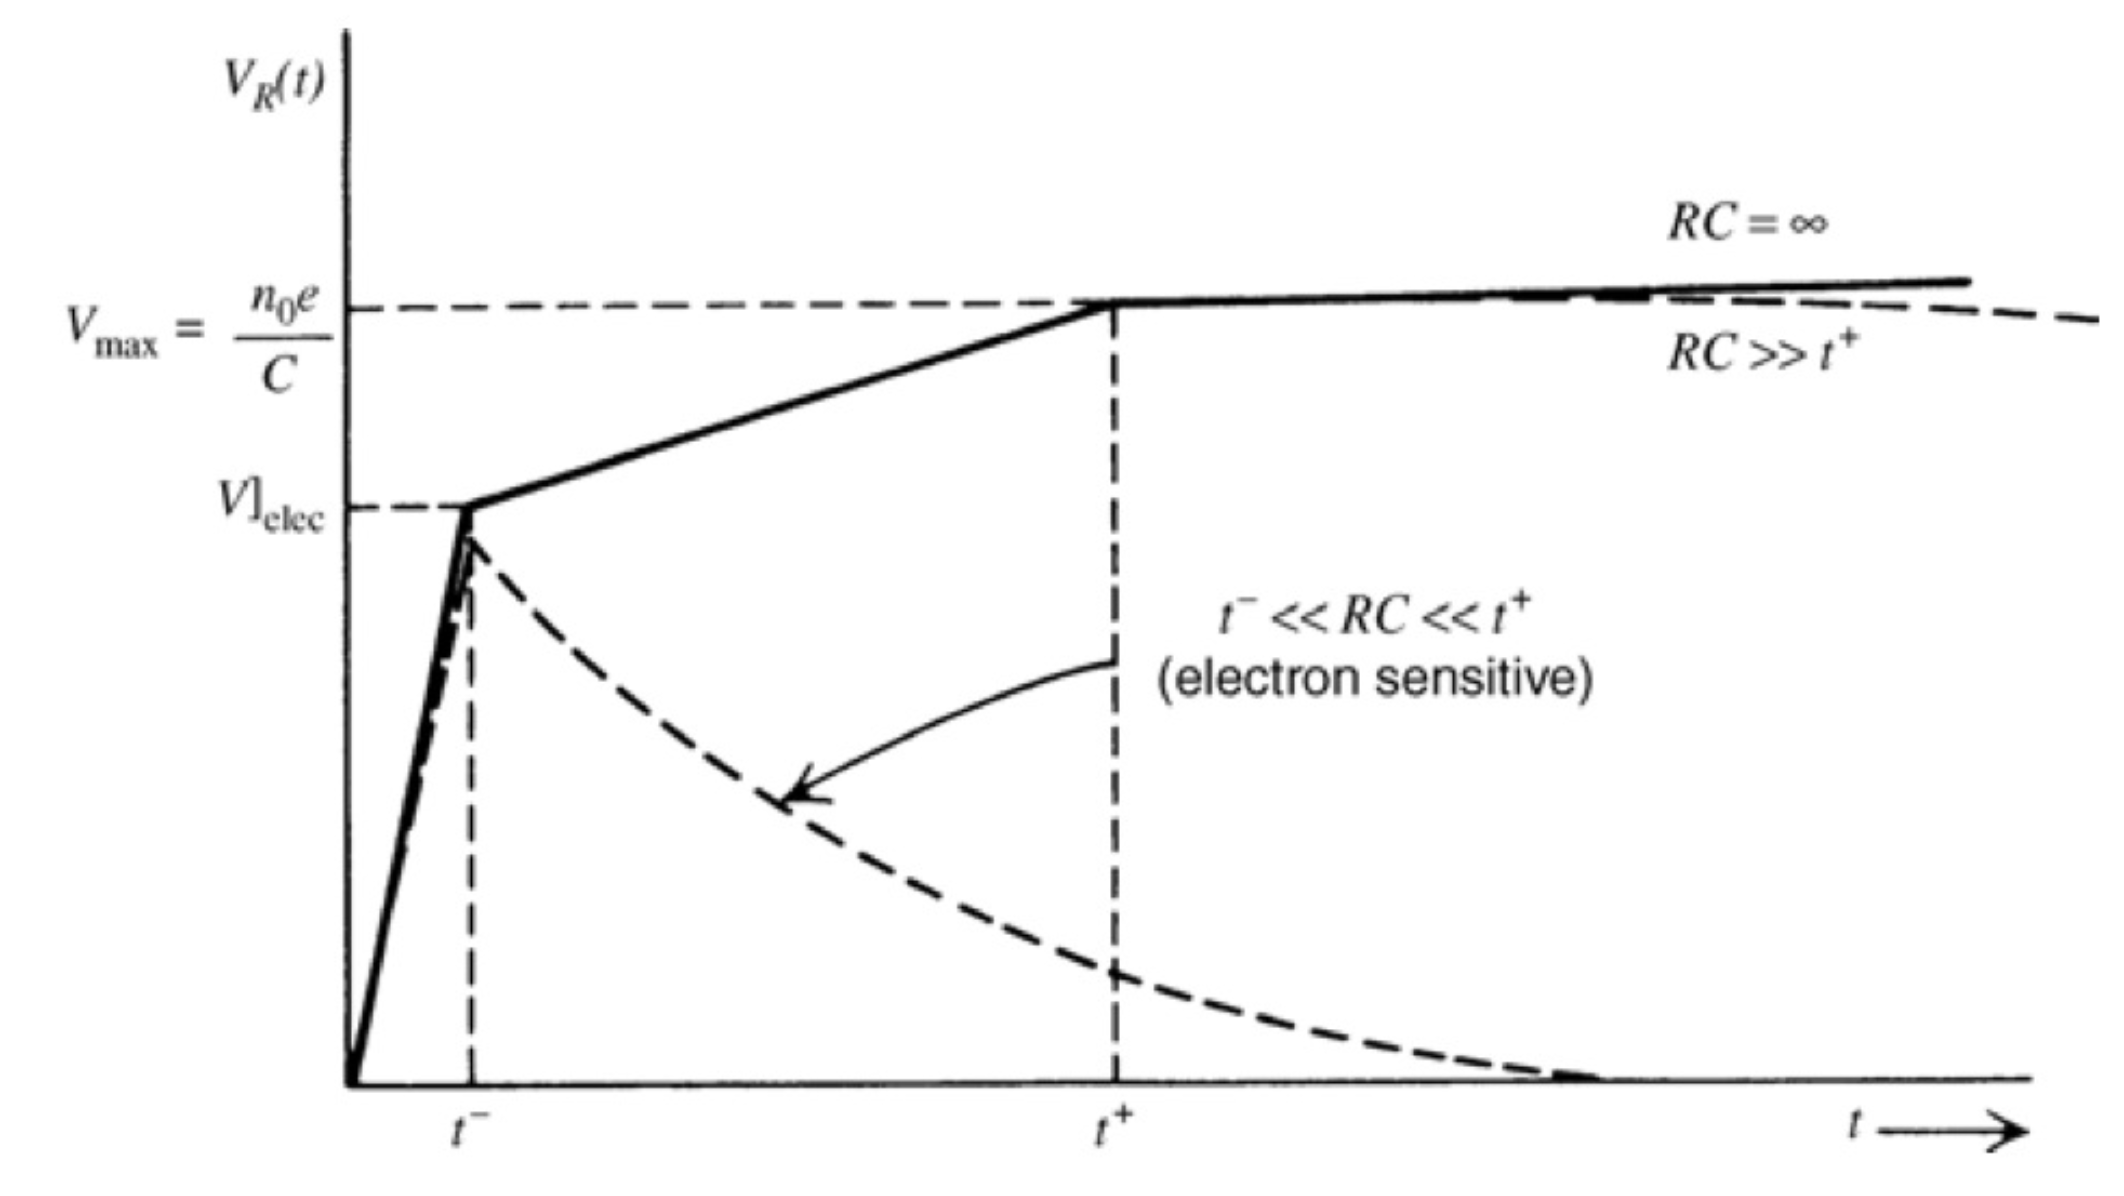 V_R(t)
RC = ∞
V_max = n_0e / C
RC >> t^+
V]_elec
t^- << RC << t^+
(electron sensitive)
t^-
t^+
t